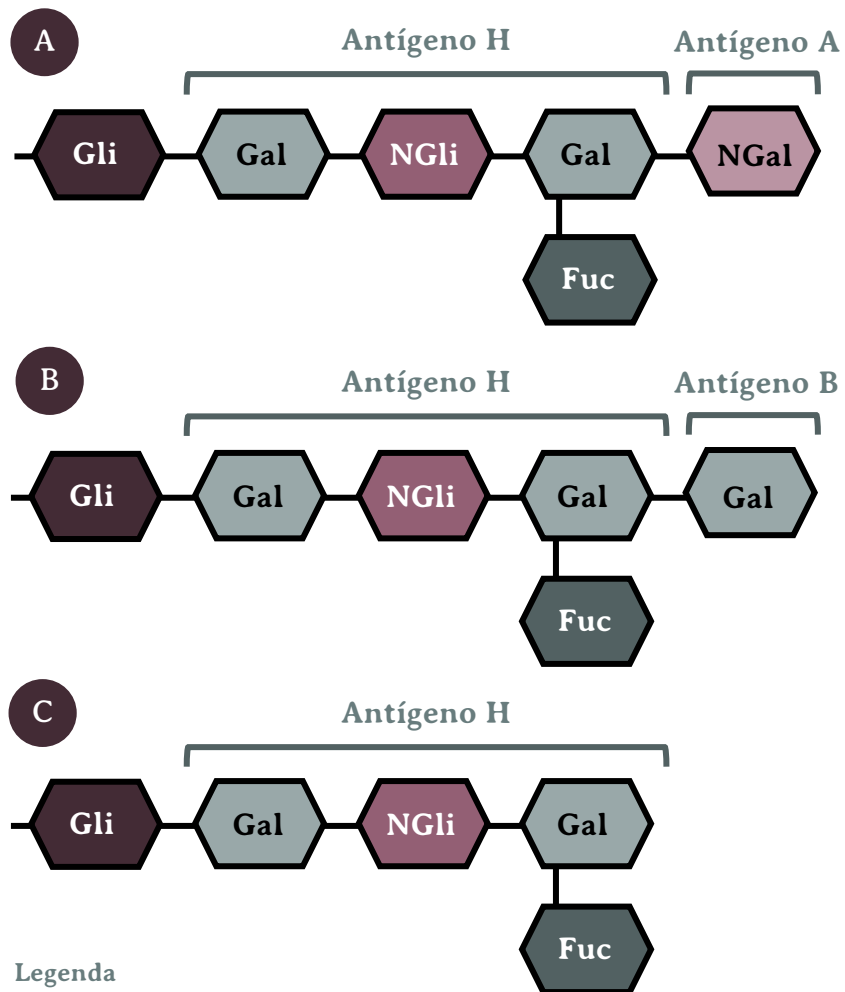 A
Antígeno H
Antígeno A
Gli
Gal
NGli
Gal
NGal
Fuc
B
Antígeno H
Antígeno B
Gli
Gal
NGli
Gal
Gal
Fuc
C
Antígeno H
Gli
Gal
NGli
Gal
Fuc
Legenda